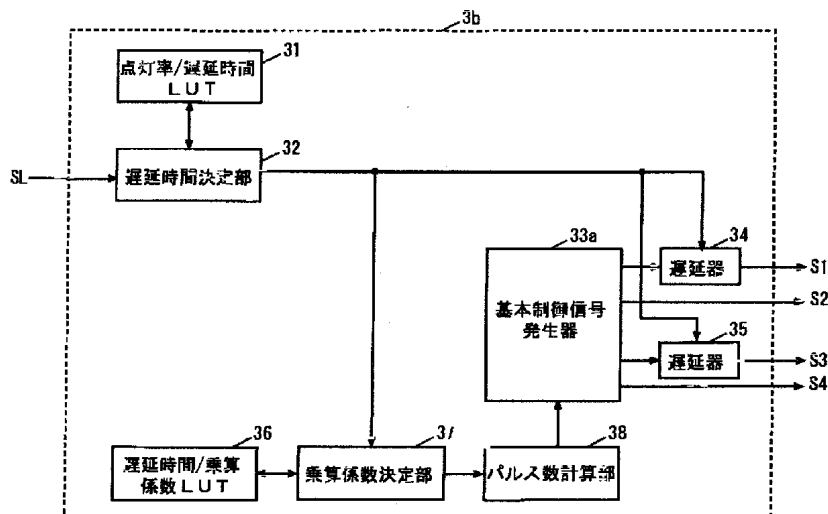 3b
31
点灯率/遅延時間
LUT
32
SL
遅延時間決定部
33a
34
遅延器
S1
基本制御信号
発生器
S2
35
遅延器
S3
S4
36
遅延時間/乗算
係数LUT
37
乗算係数決定部
38
パルス数計算部